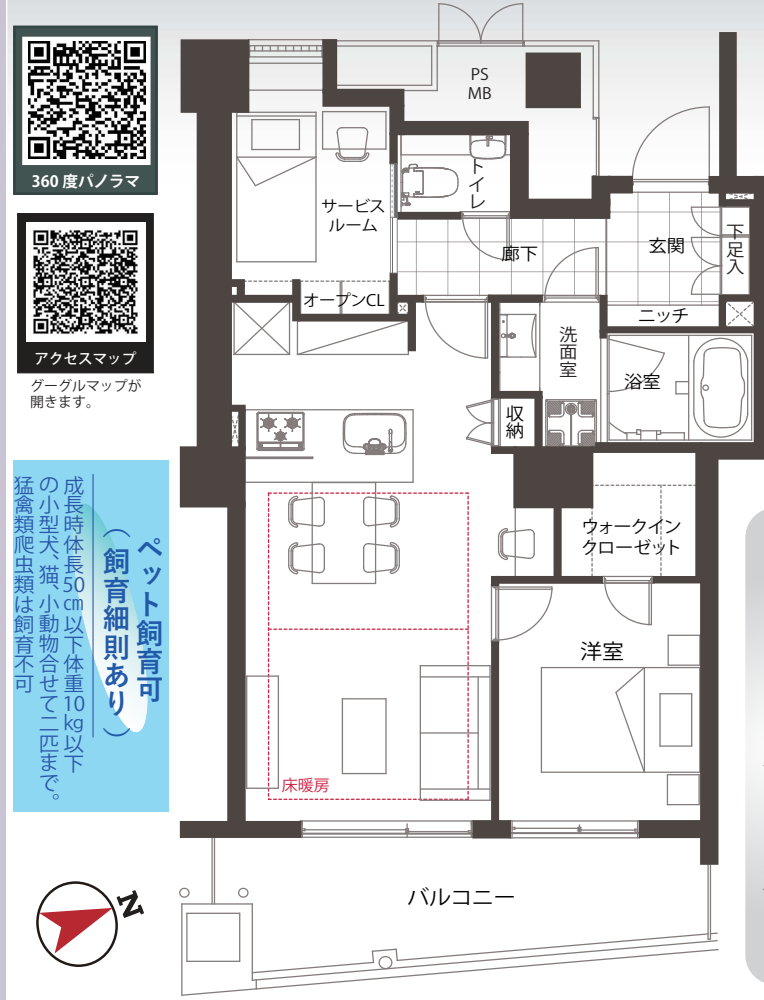 360 度パノラマ
アクセスマップ
グーグルマップが
開きます。
ペット飼育可
（飼育細則あり）
成長時体長50㎝以下体重10㎏以下
の小型犬、猫、小動物合せて二匹まで。
猛禽類爬虫類は飼育不可
N
PS
MB
トイレ
サービス
ルーム
廊下
玄関
下足入
オープンCL
ニッチ
洗面室
浴室
収納
ウォークイン
クローゼット
洋室
床暖房
バルコニー